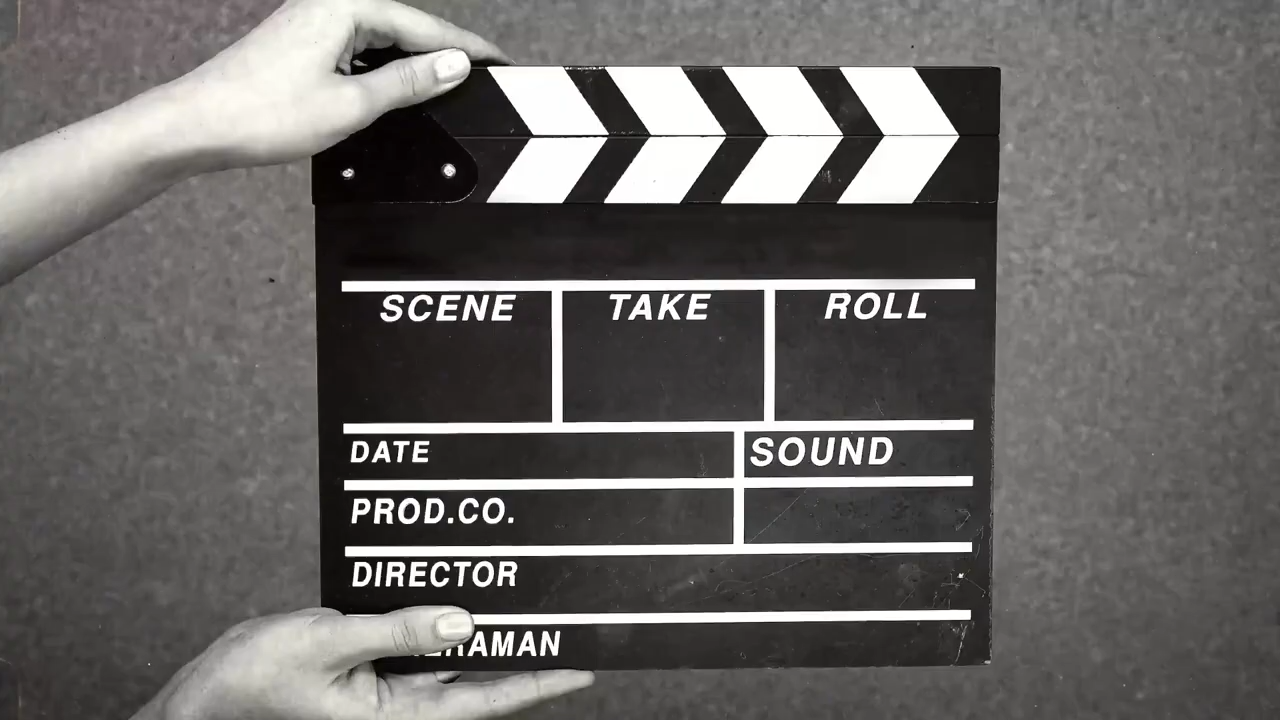 SCENE TAKE ROLL
DATE SOUND
PROD.CO.
DIRECTOR